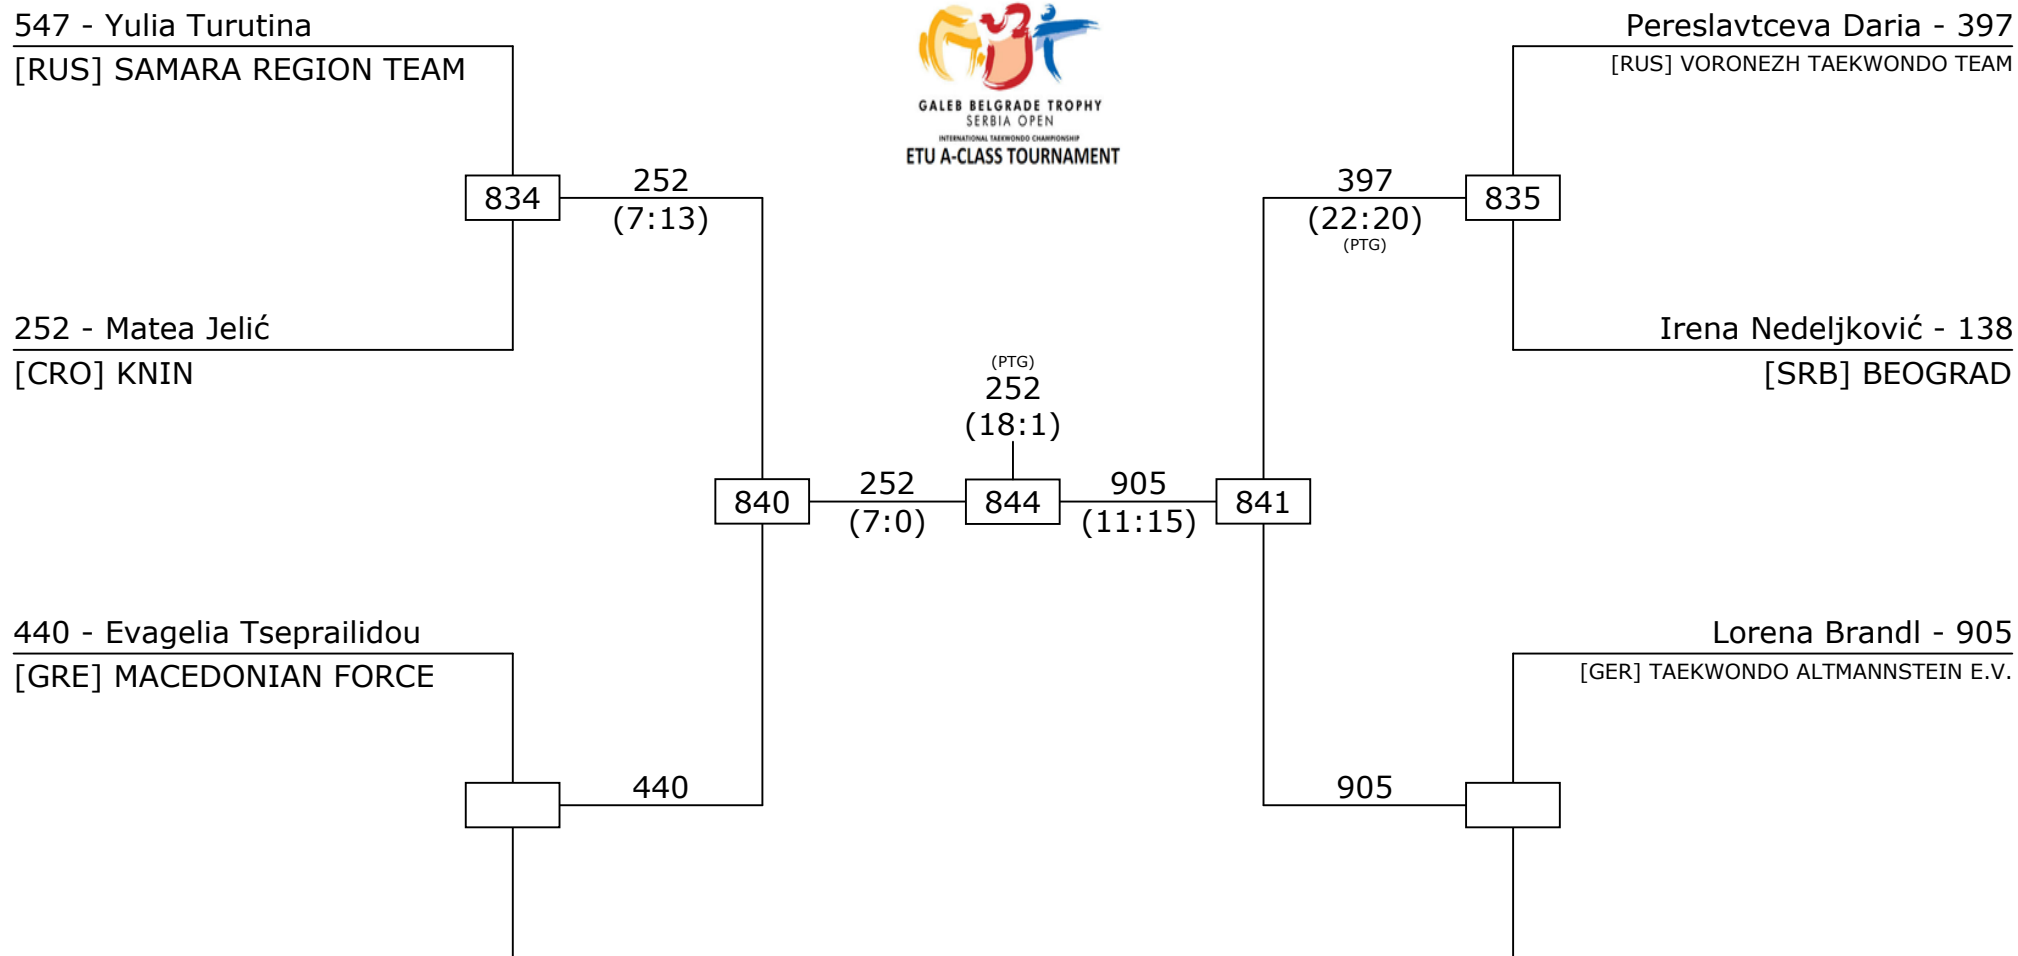 547 - Yulia Turutina
[RUS] SAMARA REGION TEAM
GALEB BELGRADE TROPHY
SERBIA OPEN
INTERNATIONAL TAEKWONDO CHAMPIONSHIP
ETU A-CLASS TOURNAMENT
Pereslavtceva Daria - 397
[RUS] VORONEZH TAEKWONDO TEAM
834
252
(7:13)
397
(22:20)
(PTG)
835
252 - Matea Jelić
[CRO] KNIN
Irena Nedeljković - 138
[SRB] BEOGRAD
(PTG)
252
(18:1)
840
252
(7:0)
844
905
(11:15)
841
440 - Evagelia Tseprailidou
[GRE] MACEDONIAN FORCE
Lorena Brandl - 905
[GER] TAEKWONDO ALTMANNSTEIN E.V.
440
905